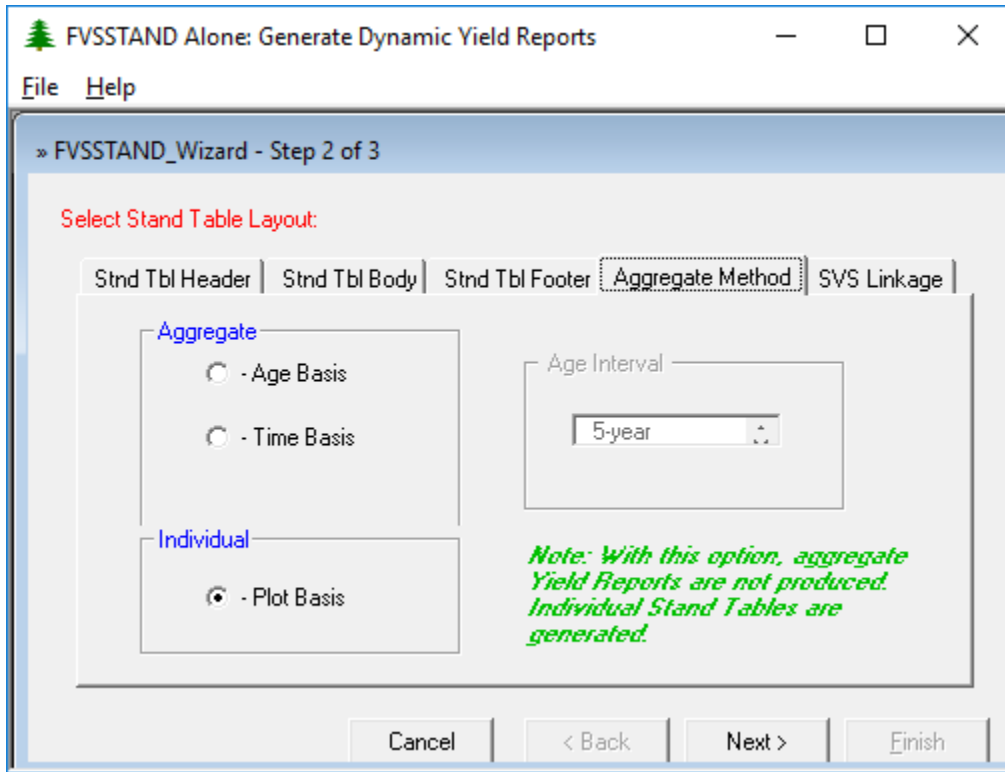 FVSSTAND Alone: Generate Dynamic Yield Reports
File Help
» FVSSTAND_Wizard - Step 2 of 3
Select Stand Table Layout:
Stnd Tbl Header Stnd Tbl Body Stnd Tbl Footer Aggregate Method SVS Linkage
Aggregate
- Age Basis
- Time Basis
Age Interval
5-year
Individual
- Plot Basis
Note: With this option, aggregate
Yield Reports are not produced.
Individual Stand Tables are
generated.
Cancel < Back Next > Finish